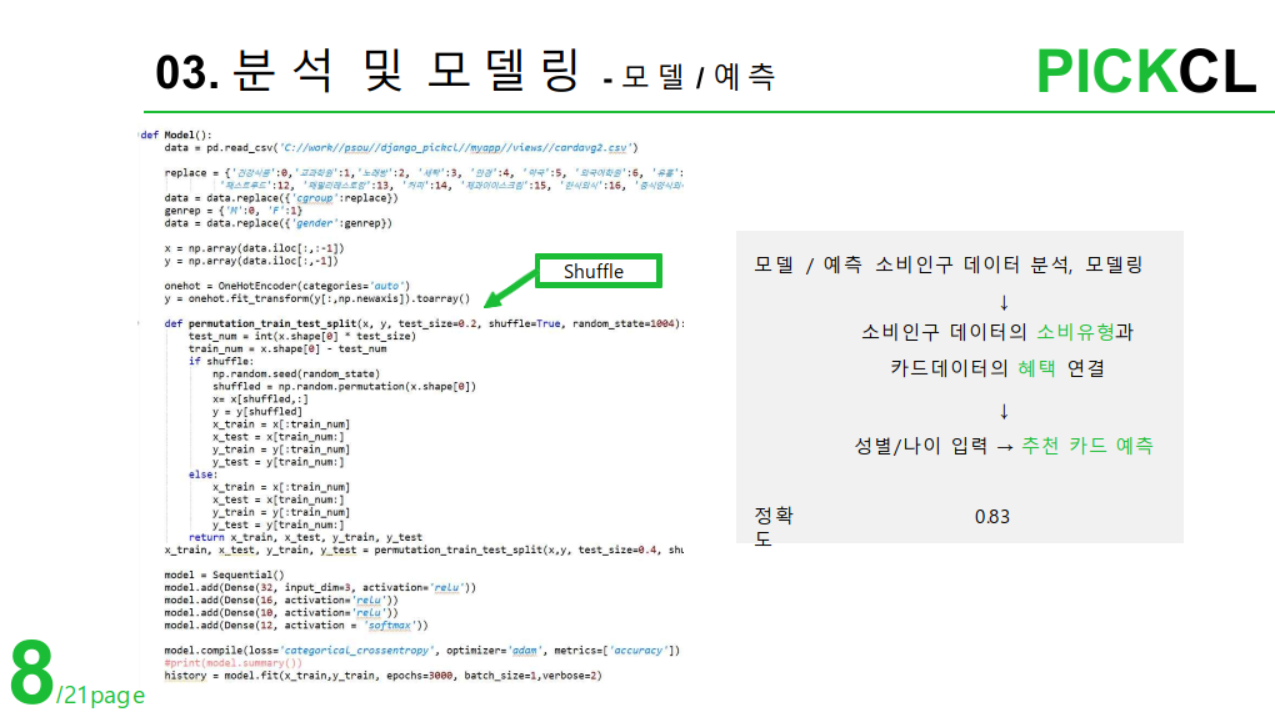 03. 분석 및 모델링 - 모델 / 예측
PICKCL
def Model():
data = pd.read_csv('C://work//psou//django_pickcl//myapp//views//cardavg2.csv')
replace = {'건강식품':0,'교과학원':1,'노래방':2, '세탁':3, '안경':4, '약국':5, '외국어학원':6, '유흥':
'패스트푸드':12, '패밀리레스토랑':13, '커피':14, '제과아이스크림':15, '한식외식':16,
data = data.replace({'cgroup':replace})
genrep = {'M':0, 'F':1}
data = data.replace({'gender':genrep})
x = np.array(data.iloc[:,:-1])
y = np.array(data.iloc[:,-1])
Shuffle
onehot = OneHotEncoder(categories='auto')
y = onehot.fit_transform(y[:,np.newaxis]).toarray()
def permutation_train_test_split(x, y, test_size=0.2, shuffle=True, random_state=1004):
test_num = int(x.shape[0] * test_size)
train_num = x.shape[0] - test_num
if shuffle:
np.random.seed(random_state)
shuffled = np.random.permutation(x.shape[0])
x= x[shuffled,:]
y = y[shuffled]
x_train = x[:train_num]
x_test = x[train_num:]
y_train = y[:train_num]
y_test = y[train_num:]
else:
x_train = x[:train_num]
x_test = x[train_num:]
y_train = y[:train_num]
y_test = y[train_num:]
return x_train, x_test, y_train, y_test
x_train, x_test, y_train, y_test = permutation_train_test_split(x,y, test_size=0.4, shu
model = Sequential()
model.add(Dense(32, input_dim=3, activation='relu'))
model.add(Dense(16, activation='relu'))
model.add(Dense(10, activation='relu'))
model.add(Dense(12, activation = 'softmax'))
model.compile(loss='categorical_crossentropy', optimizer='adam', metrics=['accuracy'])
#print(model.summary())
history = model.fit(x_train,y_train, epochs=3000, batch_size=1,verbose=2)
모델 / 예측 소비인구 데이터 분석, 모델링
↓
소비인구 데이터의 소비유형과
카드데이터의 혜택 연결
↓
성별/나이 입력 → 추천 카드 예측
정확도 0.83
8/21page